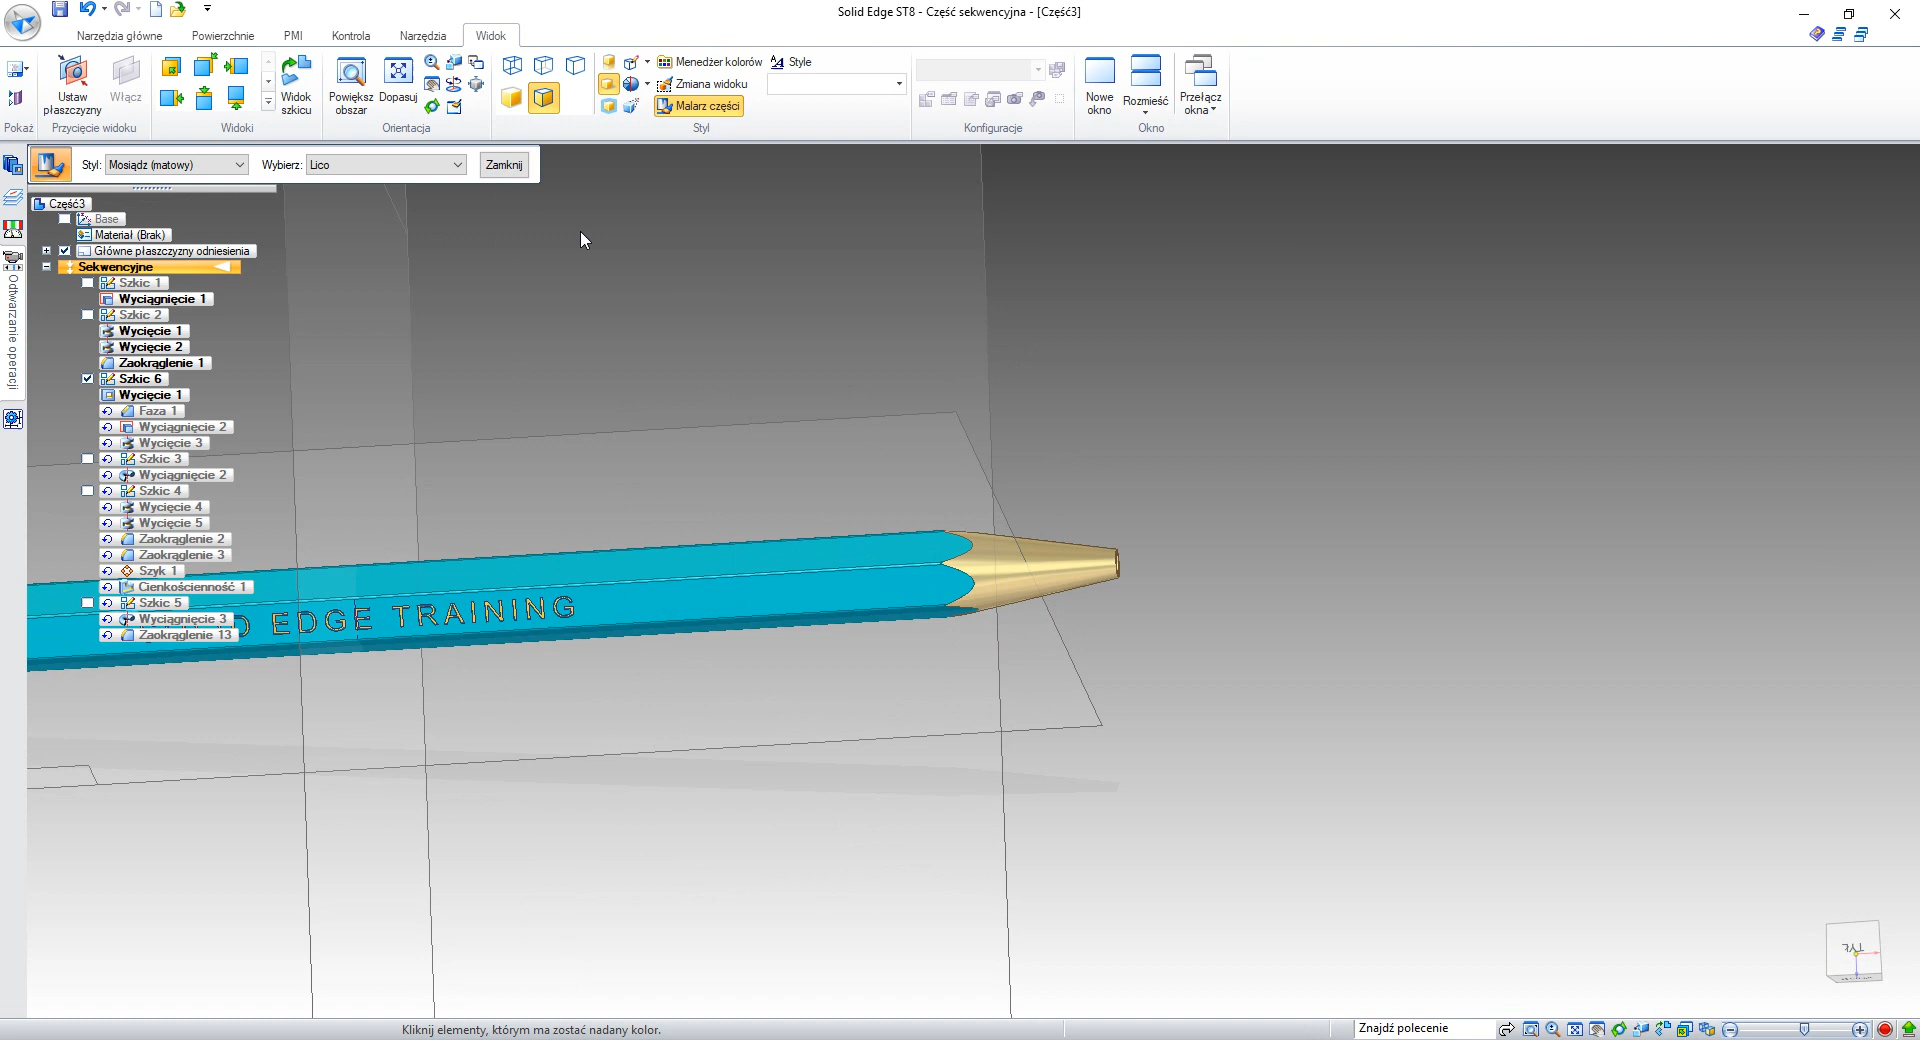 Solid Edge ST8 - Część sekwencyjna - [Część3]
Narzędzia główne Powierzchnie PMI Kontrola Narzędzia Widok
Menedżer kolorów Style
Zmiana widoku
Malarz części
Ustaw płaszczyzny
Włącz
Widok szkicu
Powiększ obszar
Dopasuj
Nowe okno
Rozmieść
Przełącz okna
Pokaż Przycięcie widoku Widoki Orientacja Styl Konfiguracje Okno
Styl: Mosiądz (matowy) Wybierz: Lico Zamknij
Część3
Base
Materiał (Brak)
Główne płaszczyzny odniesienia
Sekwencyjne
Szkic 1
Wyciągnięcie 1
Szkic 2
Wycięcie 1
Wycięcie 2
Zaokrąglenie 1
Szkic 6
Wycięcie 1
Faza 1
Wyciągnięcie 2
Wycięcie 3
Szkic 3
Wyciągnięcie 2
Szkic 4
Wycięcie 4
Wycięcie 5
Zaokrąglenie 2
Zaokrąglenie 3
Szyk 1
Cienkościenność 1
Szkic 5
Wyciągnięcie 3
Zaokrąglenie 13
Odtwarzanie operacji
D EDGE TRAINING
Kliknij elementy, którym ma zostać nadany kolor.
Znajdź polecenie